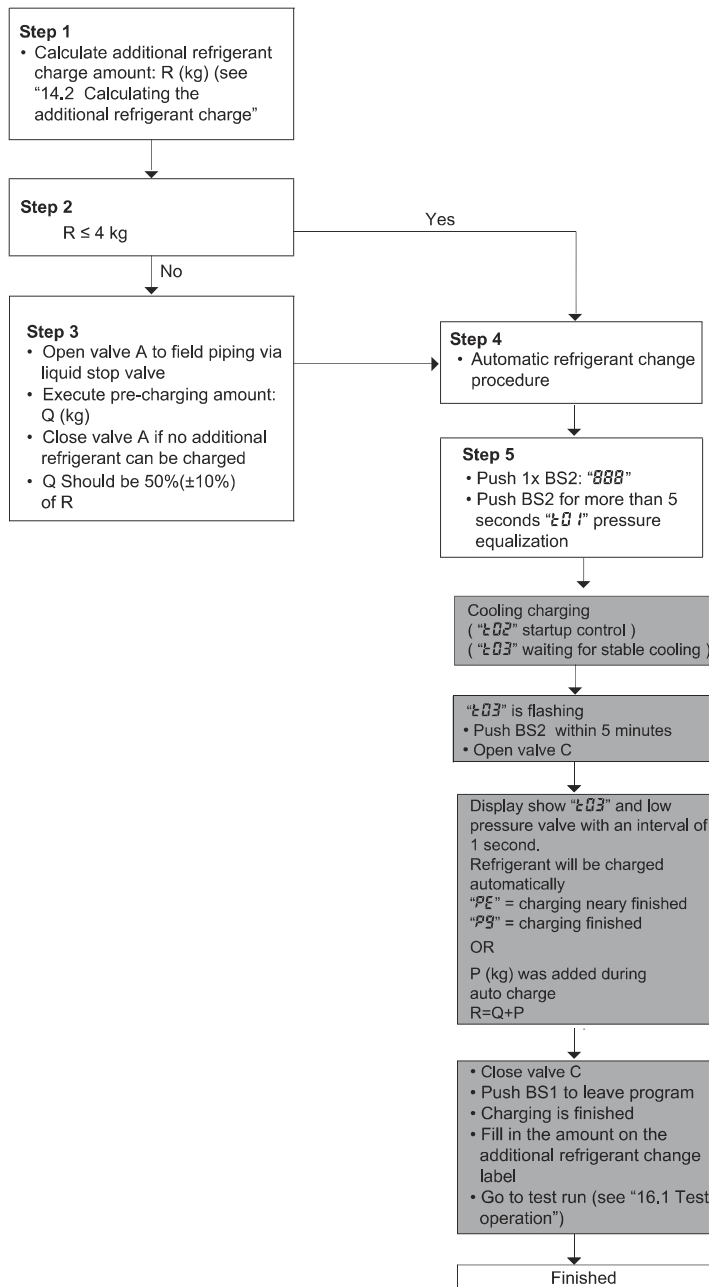 Step 1
• Calculate additional refrigerant
charge amount: R (kg) (see
“14.2 Calculating the
additional refrigerant charge”
Step 2
R ≤ 4 kg
Yes
No
Step 3
• Open valve A to field piping via
liquid stop valve
• Execute pre-charging amount:
Q (kg)
• Close valve A if no additional
refrigerant can be charged
• Q Should be 50%(±10%)
of R
Step 4
• Automatic refrigerant change
procedure
Step 5
• Push 1x BS2: “888”
• Push BS2 for more than 5
seconds “t01” pressure
equalization
Cooling charging
( “t02” startup control )
( “t03” waiting for stable cooling )
“t03” is flashing
• Push BS2 within 5 minutes
• Open valve C
Display show “t03” and low
pressure valve with an interval of
1 second.
Refrigerant will be charged
automatically
“PE” = charging neary finished
“P9” = charging finished
OR
P (kg) was added during
auto charge
R=Q+P
• Close valve C
• Push BS1 to leave program
• Charging is finished
• Fill in the amount on the
additional refrigerant change
label
• Go to test run (see “16.1 Test
operation”)
Finished